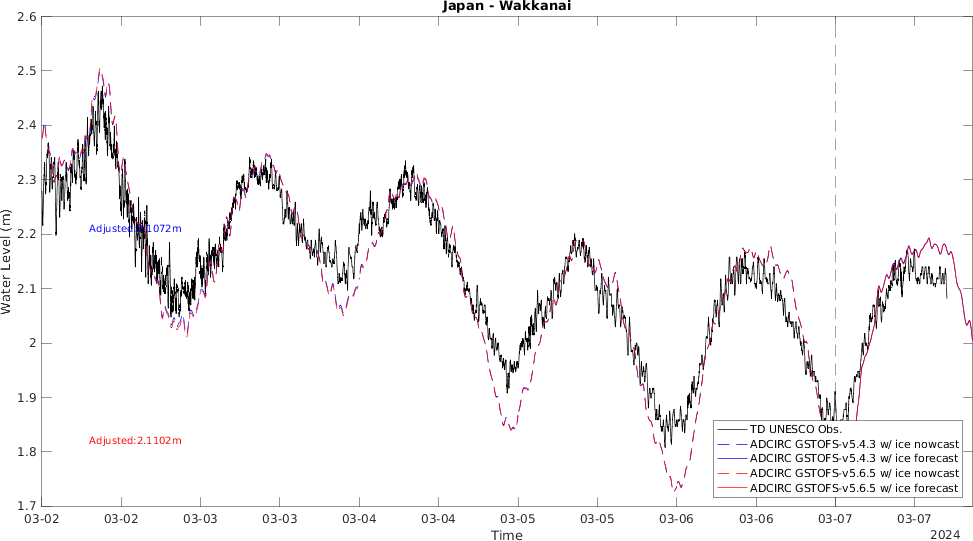 Japan - Wakkanai
2.6
2.5
2.4
2.3
2.2
2.1
2
1.9
1.8
1.7
Water Level (m)
Adjusted: 1072m
Adjusted:2.1102m
TD UNESCO Obs.
ADCIRC GSTOFS-v5.4.3 w/ ice nowcast
ADCIRC GSTOFS-v5.4.3 w/ ice forecast
ADCIRC GSTOFS-v5.6.5 w/ ice nowcast
ADCIRC GSTOFS-v5.6.5 w/ ice forecast
03-02 03-02 03-03 03-03 03-04 03-04 03-05 03-05 03-06 03-06 03-07 03-07
Time
2024